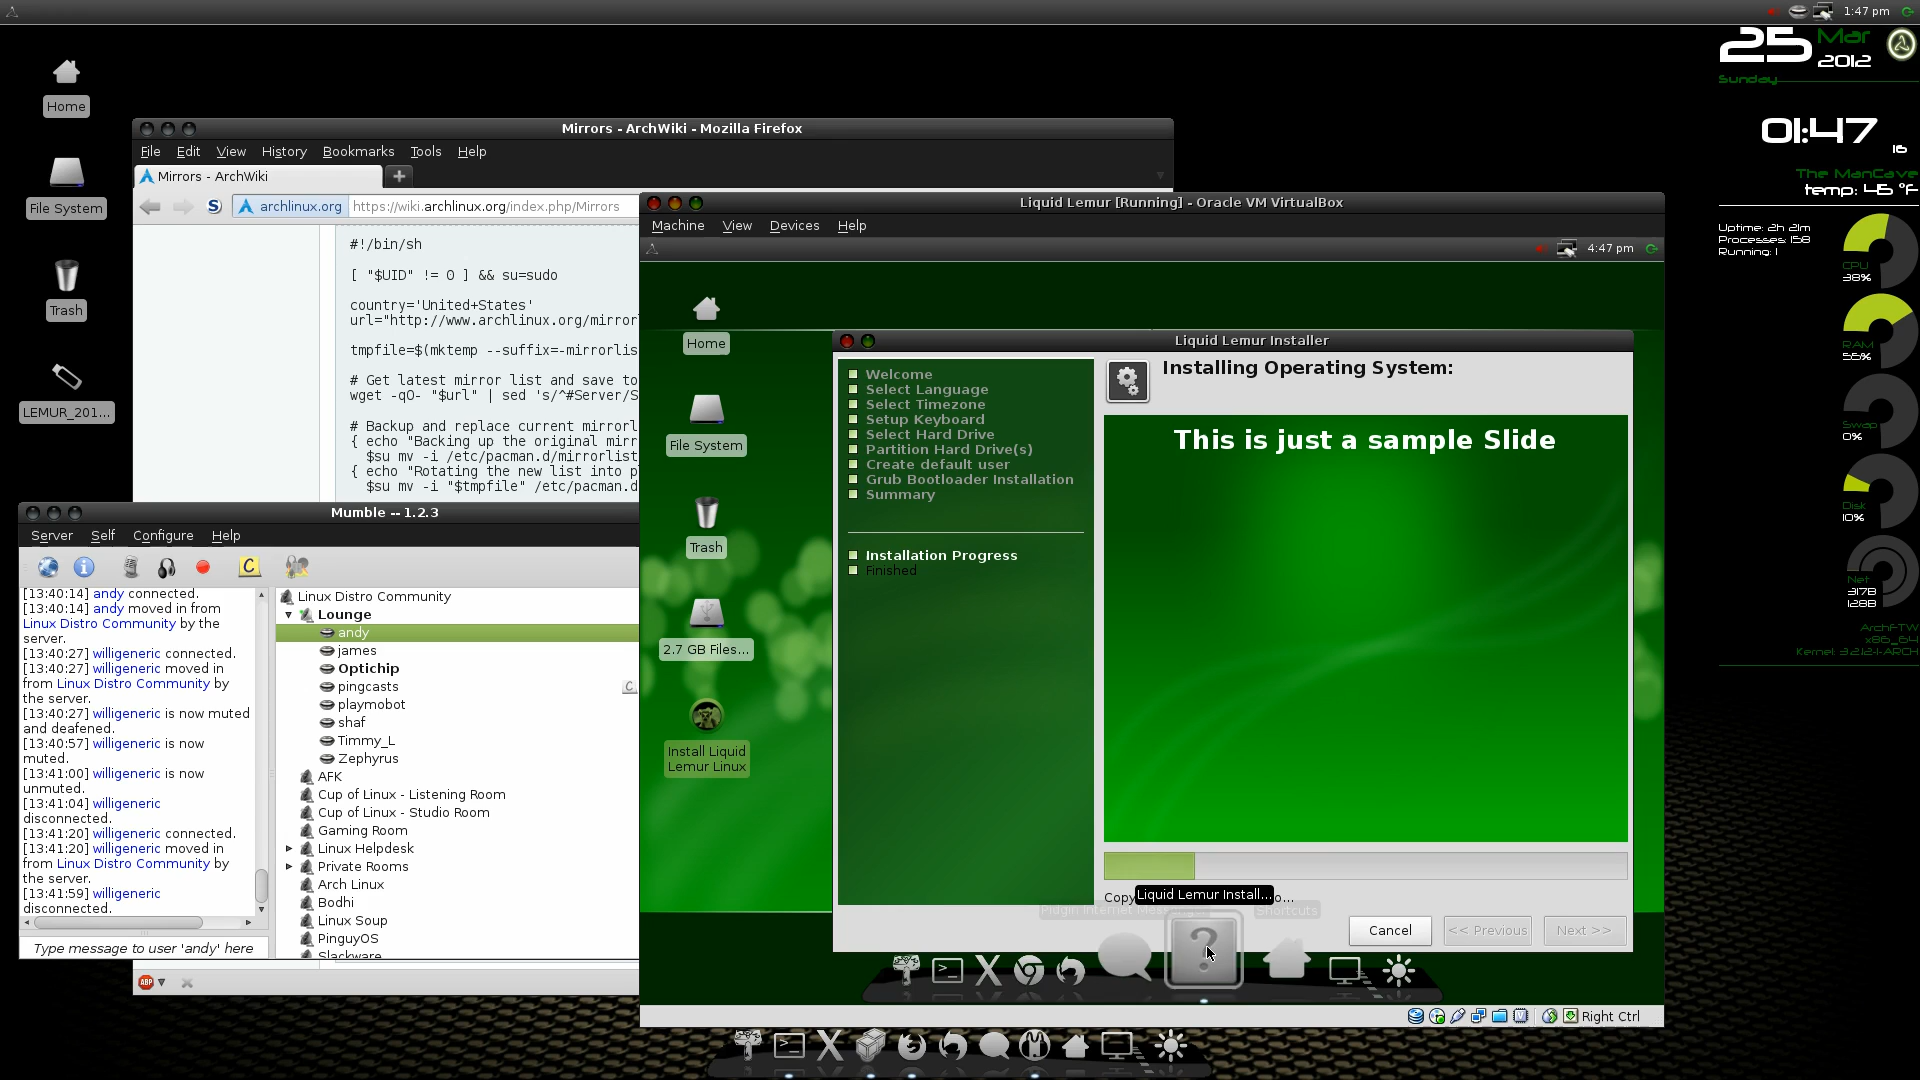 1:47 pm
25 Mar
2012
Sunday
01:47
16
The ManCave
temp: 45 °F
Uptime: 2h 21m
Processes: 158
Running: 1
CPU
38%
RAM
55%
Swap
0%
Disk
10%
Net
317B
128B
ArchFTW
x86_64
Kernel: 3.2.12-1-ARCH
Home
File System
Trash
LEMUR_201...
Mirrors - ArchWiki - Mozilla Firefox
File Edit View History Bookmarks Tools Help
Mirrors - ArchWiki
archlinux.org https://wiki.archlinux.org/index.php/Mirrors
#!/bin/sh
[ "$UID" != 0 ] && su=sudo
country='United+States'
url="http://www.archlinux.org/mirror
tmpfile=$(mktemp --suffix=-mirrorlis
# Get latest mirror list and save to
wget -qO- "$url" | sed 's/^#Server/S
# Backup and replace current mirrorl
{ echo "Backing up the original mirr
$su mv -i /etc/pacman.d/mirrorlist
{ echo "Rotating the new list into p
$su mv -i "$tmpfile" /etc/pacman.d
Mumble -- 1.2.3
Server Self Configure Help
[13:40:14] andy connected.
[13:40:14] andy moved in from
Linux Distro Community by the
server.
[13:40:27] willigeneric connected.
[13:40:27] willigeneric moved in
from Linux Distro Community by
the server.
[13:40:27] willigeneric is now muted
and deafened.
[13:40:57] willigeneric is now
muted.
[13:41:00] willigeneric is now
unmuted.
[13:41:04] willigeneric
disconnected.
[13:41:20] willigeneric connected.
[13:41:20] willigeneric moved in
from Linux Distro Community by
the server.
[13:41:59] willigeneric
disconnected.
Type message to user 'andy' here
Linux Distro Community
Lounge
andy
james
Optichip
pingcasts
playmobot
shaf
Timmy_L
Zephyrus
AFK
Cup of Linux - Listening Room
Cup of Linux - Studio Room
Gaming Room
Linux Helpdesk
Private Rooms
Arch Linux
Bodhi
Linux Soup
PinguyOS
Slackware
ABP
Liquid Lemur [Running] - Oracle VM VirtualBox
Machine View Devices Help
4:47 pm
Home
File System
Trash
2.7 GB Files...
Install Liquid
Lemur Linux
Liquid Lemur Installer
Welcome
Select Language
Select Timezone
Setup Keyboard
Select Hard Drive
Partition Hard Drive(s)
Create default user
Grub Bootloader Installation
Summary
Installation Progress
Finished
Installing Operating System:
This is just a sample Slide
Liquid Lemur Install...
Shortcuts
Cancel << Previous Next >>
Right Ctrl